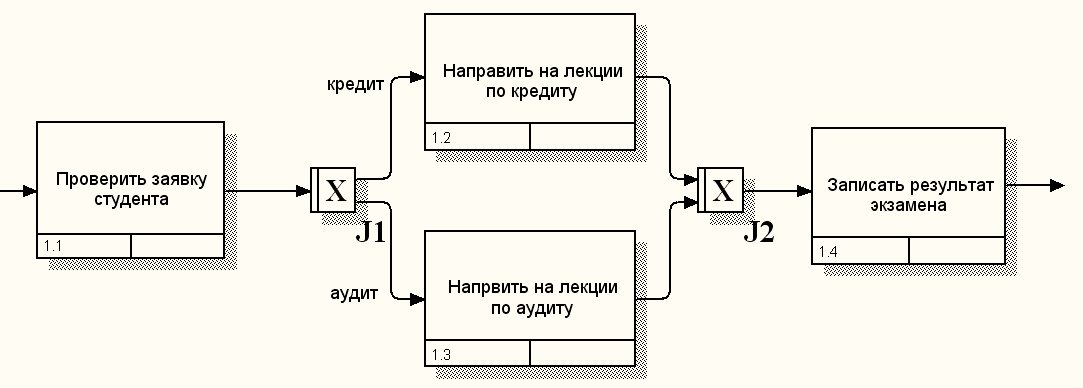 Проверить заявку
студента
1.1
X
J1
кредит
Направить на лекции
по кредиту
1.2
аудит
Напрвить на лекции
по аудиту
1.3
X
J2
Записать результат
экзамена
1.4